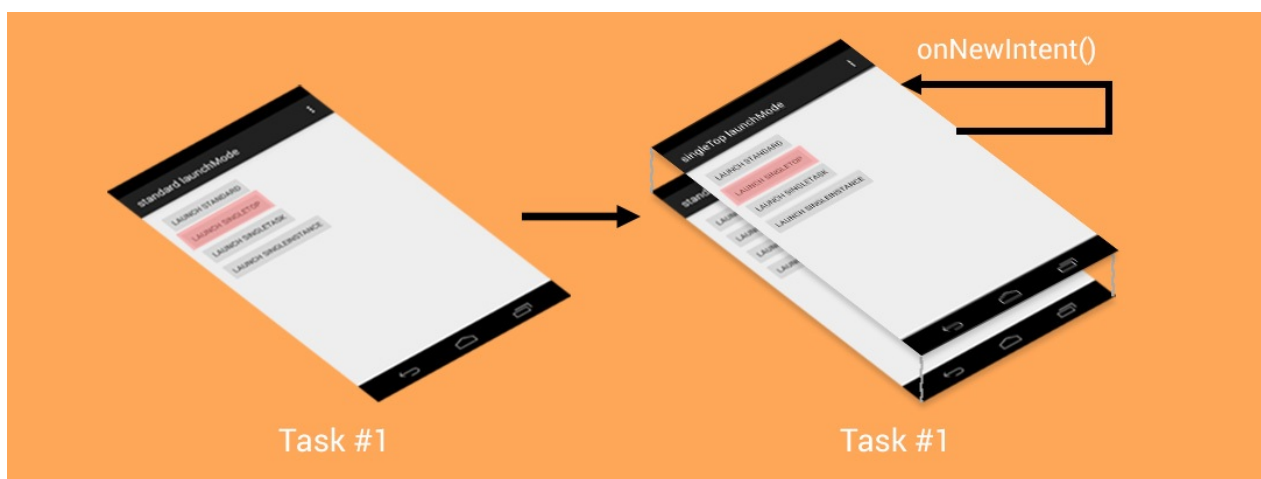 standard launchMode
LAUNCH STANDARD
LAUNCH SINGLETOP
LAUNCH SINGLETASK
LAUNCH SINGLEINSTANCE
Task #1
onNewIntent()
singleTop launchMode
LAUNCH STANDARD
LAUNCH SINGLETOP
LAUNCH SINGLETASK
LAUNCH SINGLEINSTANCE
Task #1